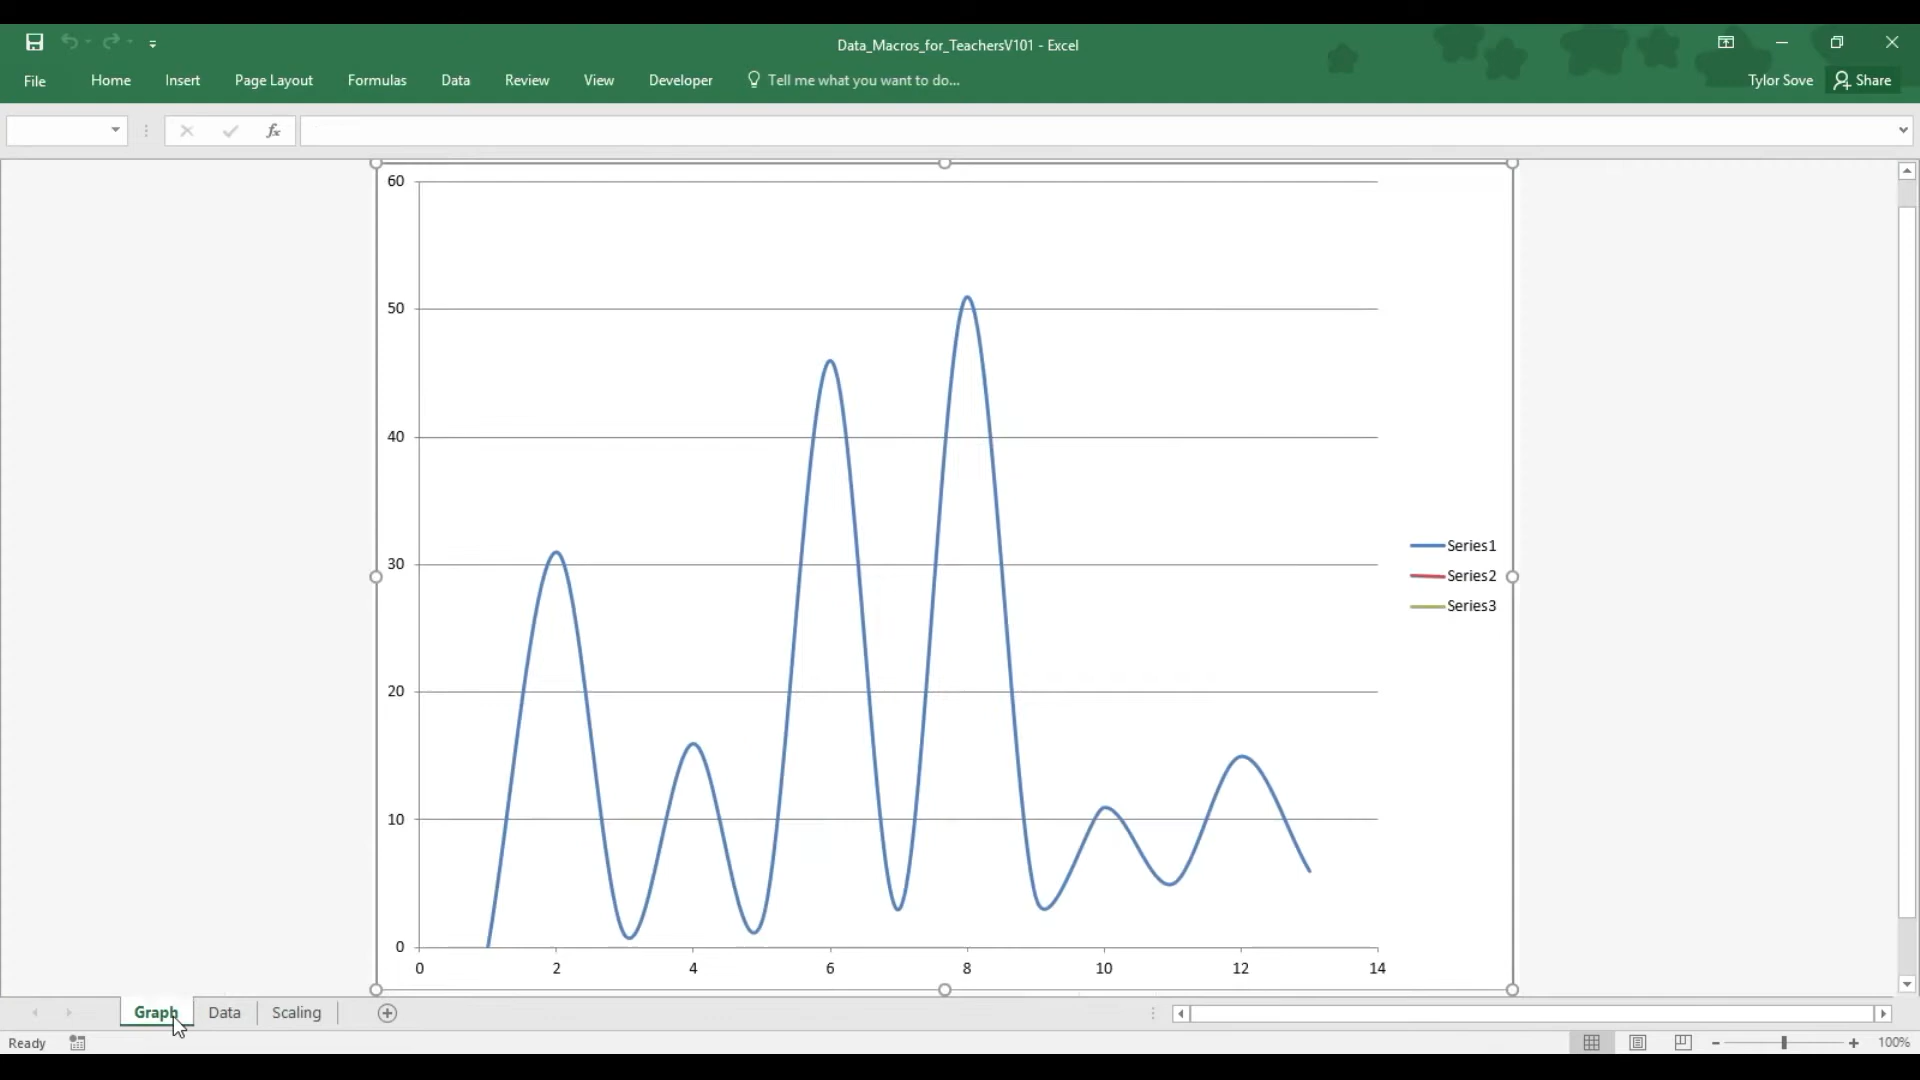 Data_Macros_for_TeachersV101 - Excel
File Home Insert Page Layout Formulas Data Review View Developer Tell me what you want to do... Tylor Sove Share
fx
60
50
40
30
20
10
0
0 2 4 6 8 10 12 14
Series1
Series2
Series3
Graph Data Scaling
Ready 100%